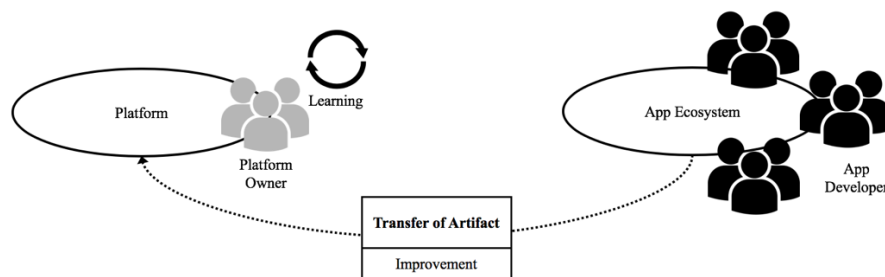 Platform
Learning
Platform
Owner
App Ecosystem
App
Developer
Transfer of Artifact
Improvement